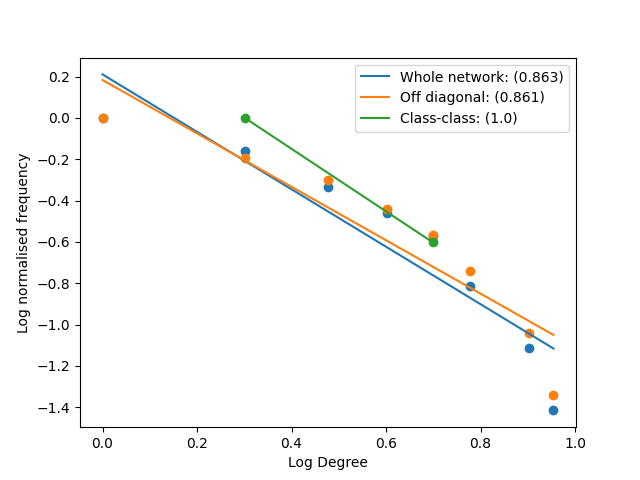 Whole network: (0.863)
Off diagonal: (0.861)
Class-class: (1.0)
0.2
0.0
−0.2
−0.4
−0.6
−0.8
−1.0
−1.2
−1.4
Log normalised frequency
0.0 0.2 0.4 0.6 0.8 1.0
Log Degree